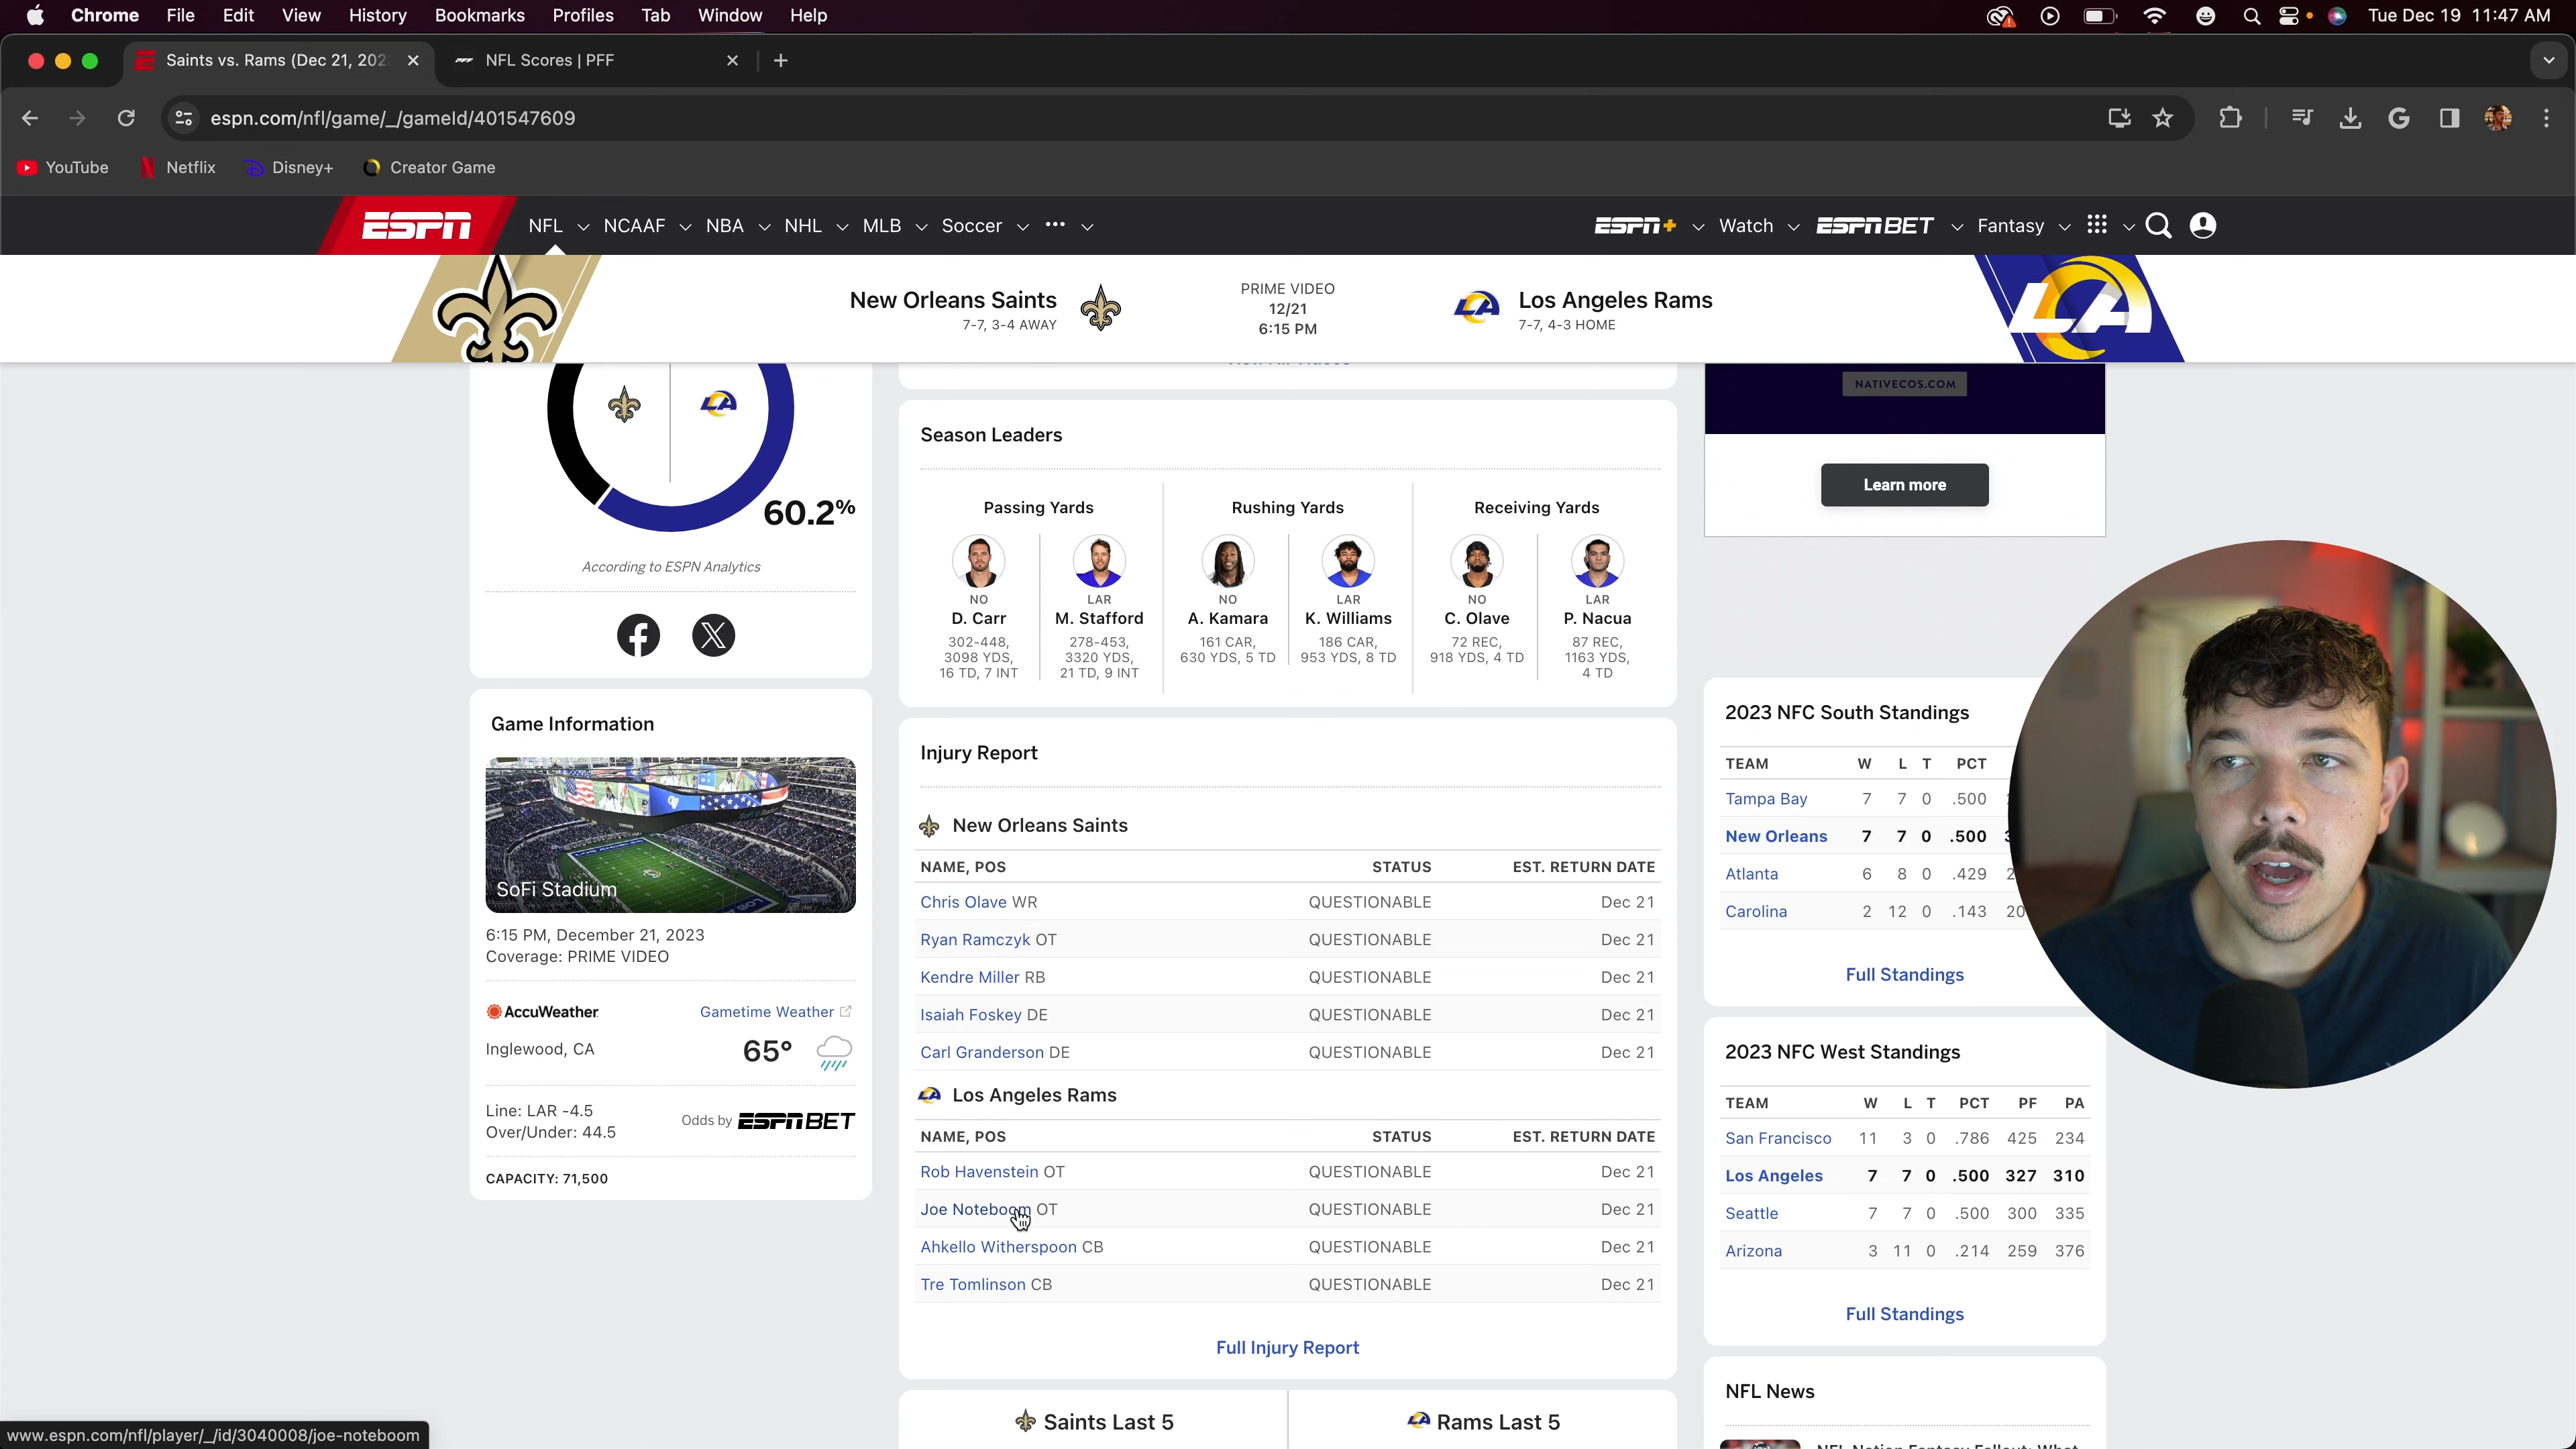 Chrome File Edit View History Bookmarks Profiles Tab Window Help Tue Dec 19 11:47 AM
Saints vs. Rams (Dec 21, 202 NFL Scores | PFF
espn.com/nfl/game/_/gameId/401547609
YouTube Netflix Disney+ Creator Game
ESPN NFL NCAAF NBA NHL MLB Soccer ESPN+ Watch ESPN BET Fantasy
New Orleans Saints
7-7, 3-4 AWAY
PRIME VIDEO
12/21
6:15 PM
Los Angeles Rams
7-7, 4-3 HOME
LA
60.2%
According to ESPN Analytics
Game Information
SoFi Stadium
6:15 PM, December 21, 2023
Coverage: PRIME VIDEO
AccuWeather Gametime Weather
Inglewood, CA 65°
Line: LAR -4.5
Over/Under: 44.5
Odds by ESPN BET
CAPACITY: 71,500
Season Leaders
Passing Yards Rushing Yards Receiving Yards
NO LAR NO LAR NO LAR
D. Carr M. Stafford A. Kamara K. Williams C. Olave P. Nacua
302-448, 278-453, 161 CAR, 186 CAR, 72 REC, 87 REC,
3098 YDS, 3320 YDS, 630 YDS, 5 TD 953 YDS, 8 TD 918 YDS, 4 TD 1163 YDS,
16 TD, 7 INT 21 TD, 9 INT 4 TD
Injury Report
New Orleans Saints
NAME, POS STATUS EST. RETURN DATE
Chris Olave WR QUESTIONABLE Dec 21
Ryan Ramczyk OT QUESTIONABLE Dec 21
Kendre Miller RB QUESTIONABLE Dec 21
Isaiah Foskey DE QUESTIONABLE Dec 21
Carl Granderson DE QUESTIONABLE Dec 21
Los Angeles Rams
NAME, POS STATUS EST. RETURN DATE
Rob Havenstein OT QUESTIONABLE Dec 21
Joe Noteboom OT QUESTIONABLE Dec 21
Ahkello Witherspoon CB QUESTIONABLE Dec 21
Tre Tomlinson CB QUESTIONABLE Dec 21
Full Injury Report
Saints Last 5 Rams Last 5
NATIVECOS.COM
Learn more
2023 NFC South Standings
TEAM W L T PCT
Tampa Bay 7 7 0 .500
New Orleans 7 7 0 .500
Atlanta 6 8 0 .429
Carolina 2 12 0 .143
Full Standings
2023 NFC West Standings
TEAM W L T PCT PF PA
San Francisco 11 3 0 .786 425 234
Los Angeles 7 7 0 .500 327 310
Seattle 7 7 0 .500 300 335
Arizona 3 11 0 .214 259 376
Full Standings
NFL News
www.espn.com/nfl/player/_/id/3040008/joe-noteboom